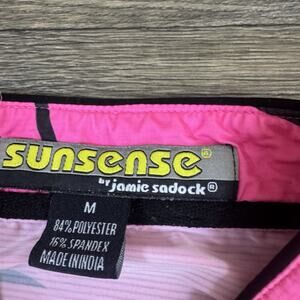 sunsense®
by jamie sadock®
M
84% POLYESTER
16% SPANDEX
MADE IN INDIA